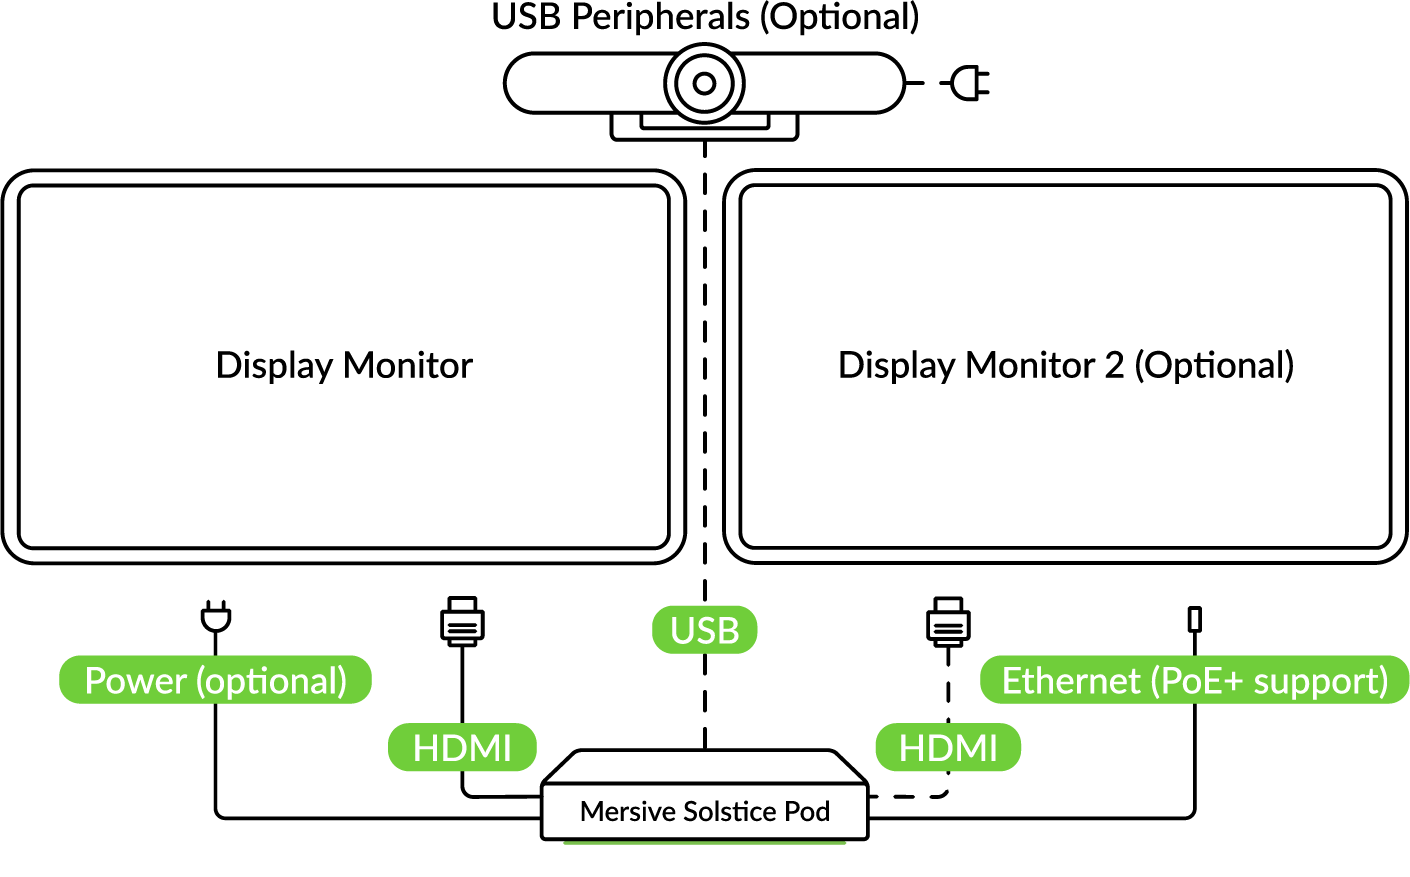 USB Peripherals (Optional)
Display Monitor
Display Monitor 2 (Optional)
USB
Power (optional)
Ethernet (PoE+ support)
HDMI
HDMI
Mersive Solstice Pod